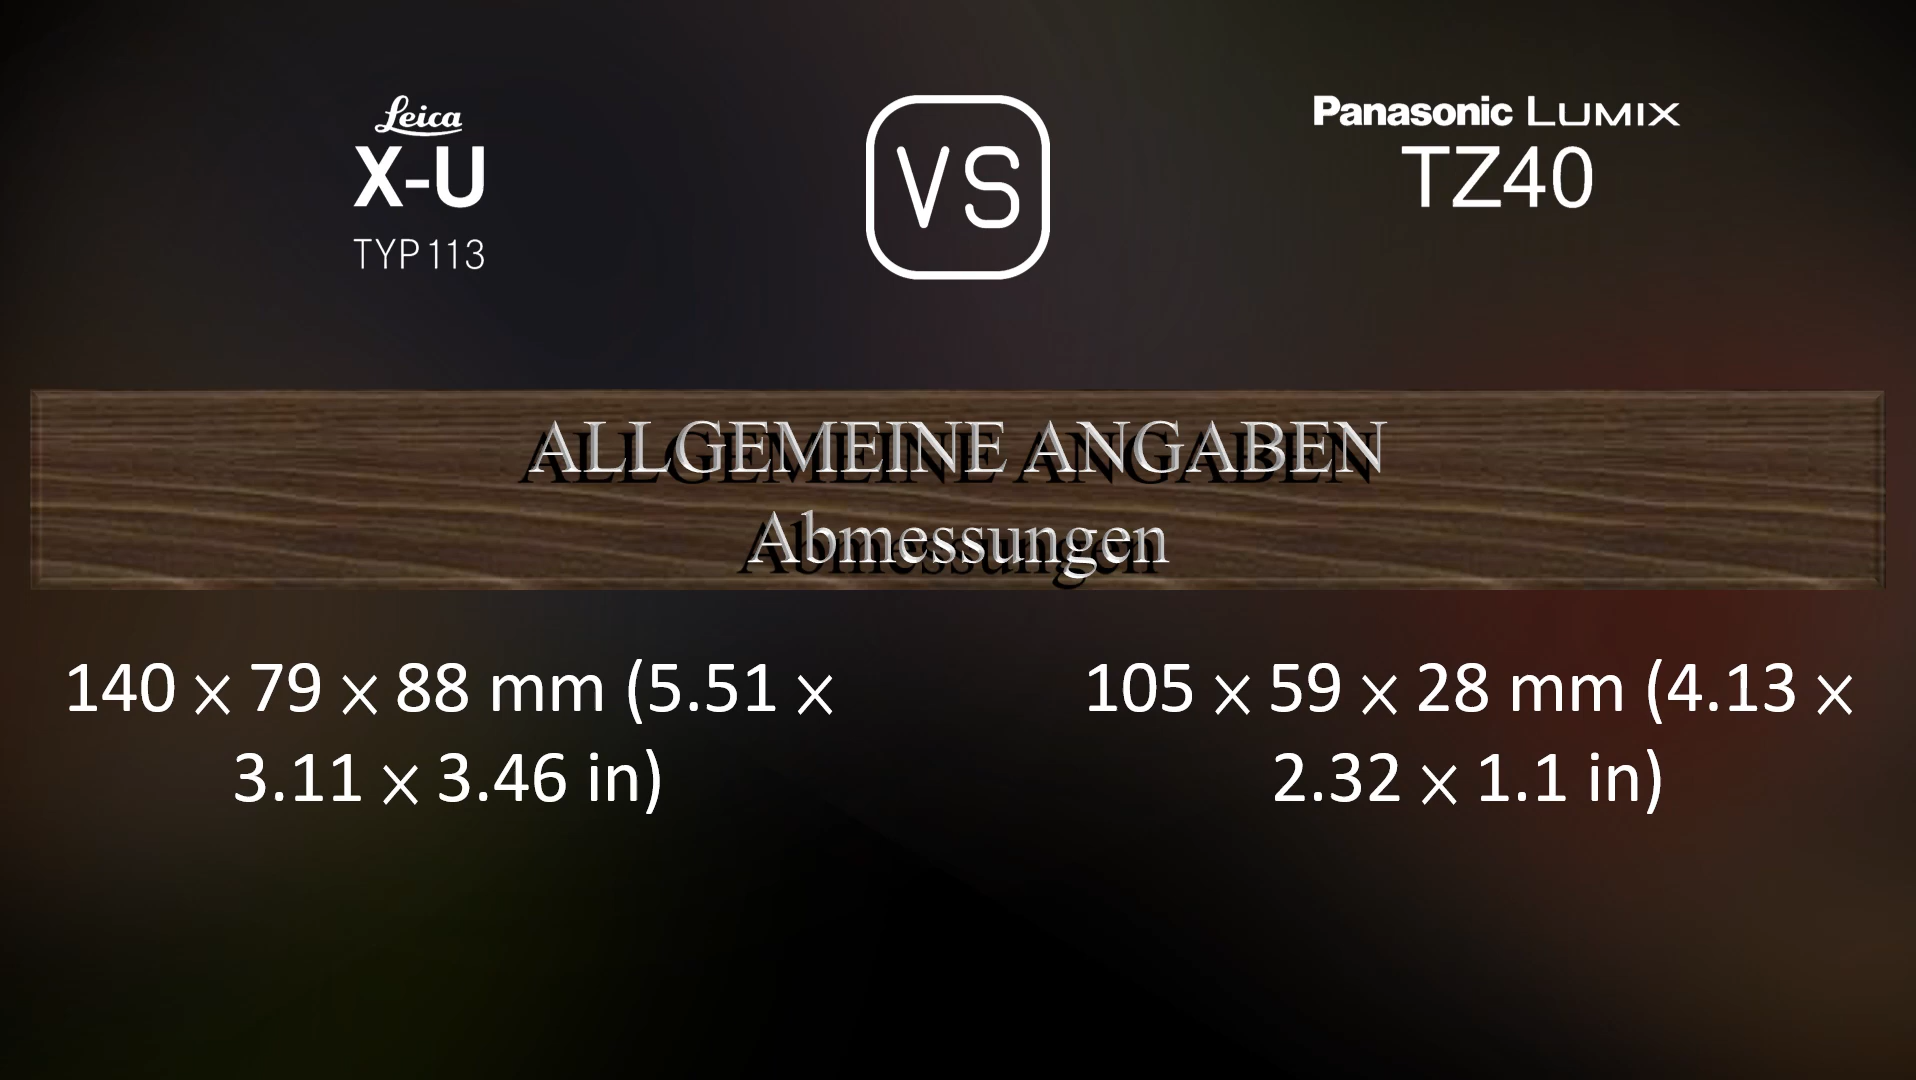 Leica
X-U
TYP 113
VS
Panasonic LUMIX
TZ40
ALLGEMEINE ANGABEN
Abmessungen
140 x 79 x 88 mm (5.51 x
3.11 x 3.46 in)
105 x 59 x 28 mm (4.13 x
2.32 x 1.1 in)